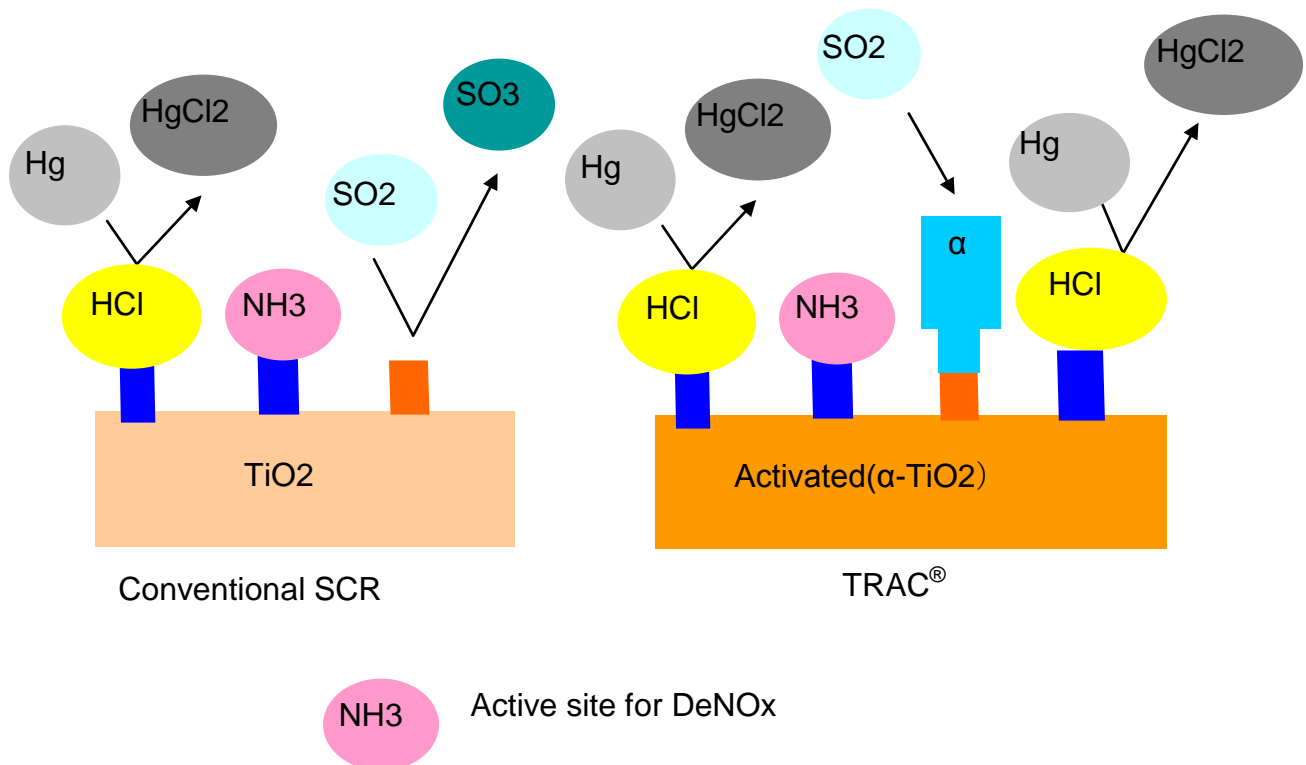 Hg
HgCl2
SO2
SO3
HCl
NH3
TiO2
Conventional SCR
Hg
HgCl2
SO2
Hg
HgCl2
HCl
NH3
α
HCl
Activated(α-TiO2）
TRAC®
NH3
Active site for DeNOx